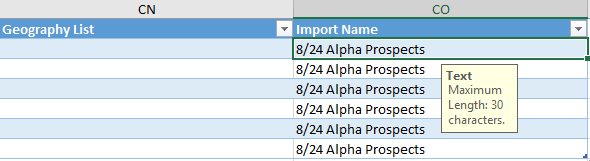 CN CO
Geography List Import Name
8/24 Alpha Prospects
8/24 Alpha Prospects
8/24 Alpha Prospects
8/24 Alpha Prospects
8/24 Alpha Prospects
8/24 Alpha Prospects
Text
Maximum
Length: 30
characters.